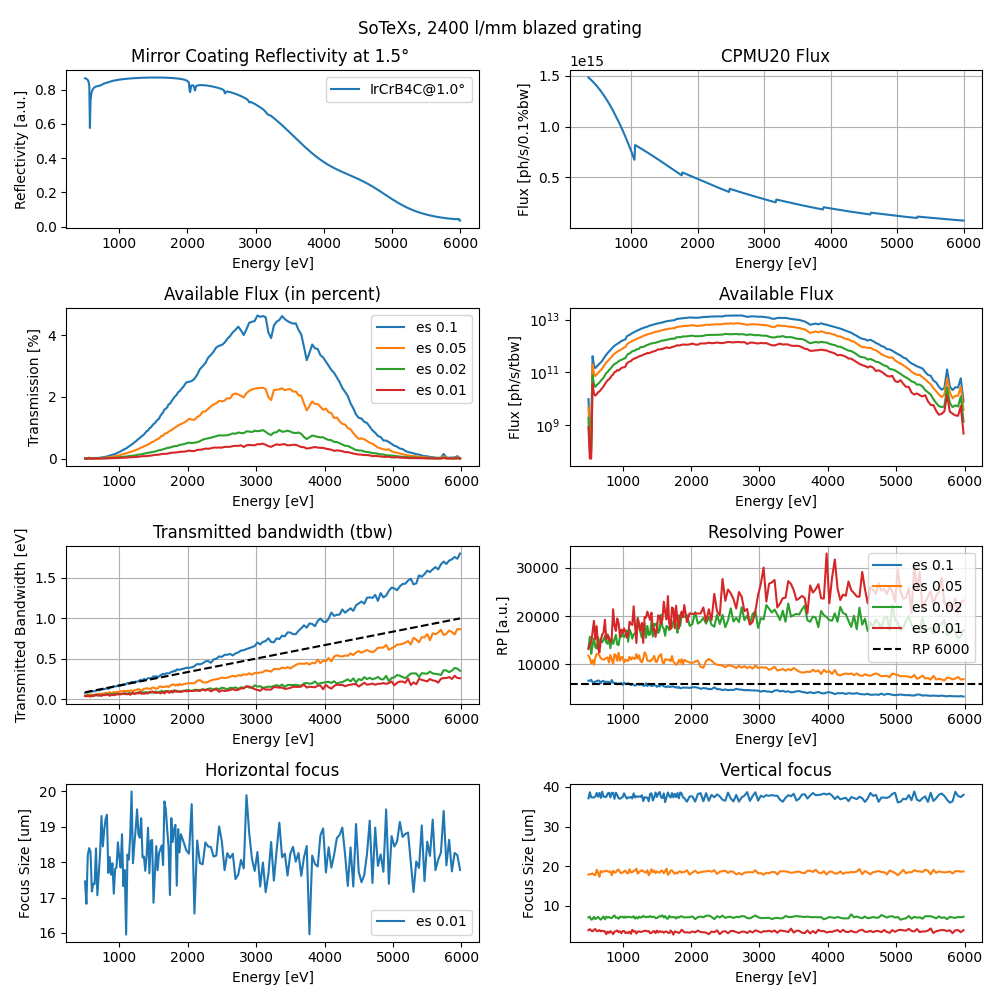 SoTeXs, 2400 l/mm blazed grating
Mirror Coating Reflectivity at 1.5°
Reflectivity [a.u.]
0.8
0.6
0.4
0.2
0.0
IrCrB4C@1.0°
1000 2000 3000 4000 5000 6000
Energy [eV]
CPMU20 Flux
1e15
Flux [ph/s/0.1%bw]
1.5
1.0
0.5
1000 2000 3000 4000 5000 6000
Energy [eV]
Available Flux (in percent)
Transmission [%]
4
2
0
es 0.1
es 0.05
es 0.02
es 0.01
1000 2000 3000 4000 5000 6000
Energy [eV]
Available Flux
Flux [ph/s/tbw]
10¹³
10¹¹
10⁹
1000 2000 3000 4000 5000 6000
Energy [eV]
Transmitted bandwidth (tbw)
Transmitted Bandwidth [eV]
1.5
1.0
0.5
0.0
1000 2000 3000 4000 5000 6000
Energy [eV]
Resolving Power
RP [a.u.]
30000
20000
10000
es 0.1
es 0.05
es 0.02
es 0.01
RP 6000
1000 2000 3000 4000 5000 6000
Energy [eV]
Horizontal focus
Focus Size [um]
20
19
18
17
16
es 0.01
1000 2000 3000 4000 5000 6000
Energy [eV]
Vertical focus
Focus Size [um]
40
30
20
10
1000 2000 3000 4000 5000 6000
Energy [eV]